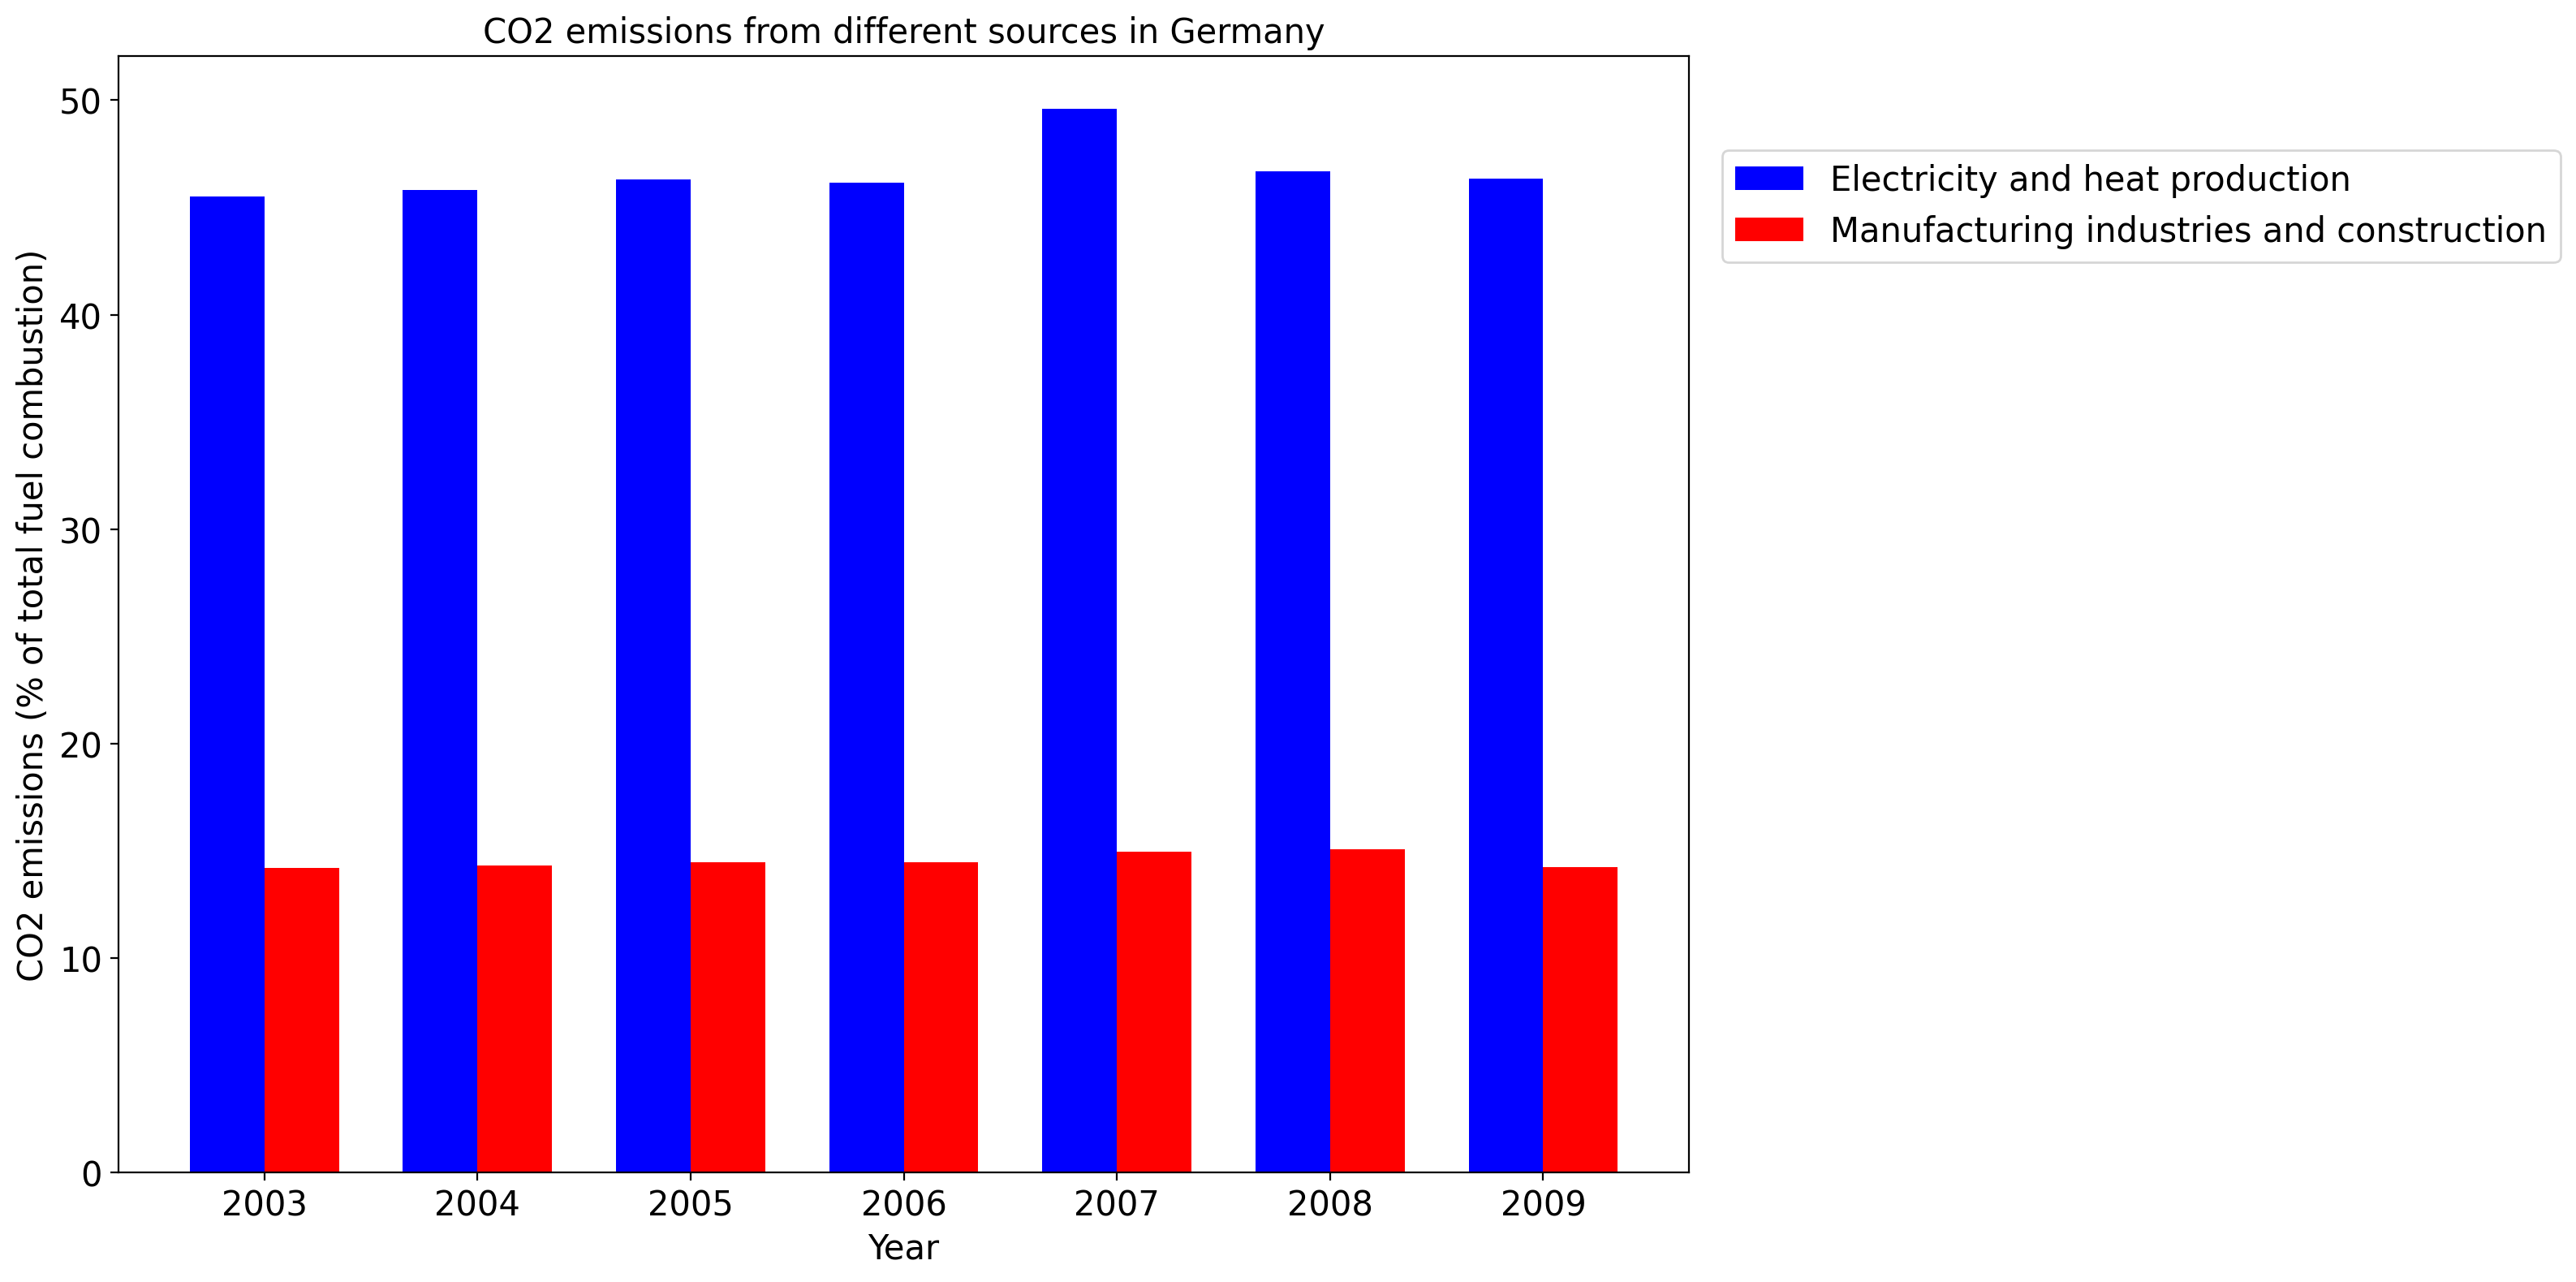 CO2 emissions from different sources in Germany
CO2 emissions (% of total fuel combustion)
50
40
30
20
10
0
2003 2004 2005 2006 2007 2008 2009
Year
Electricity and heat production
Manufacturing industries and construction